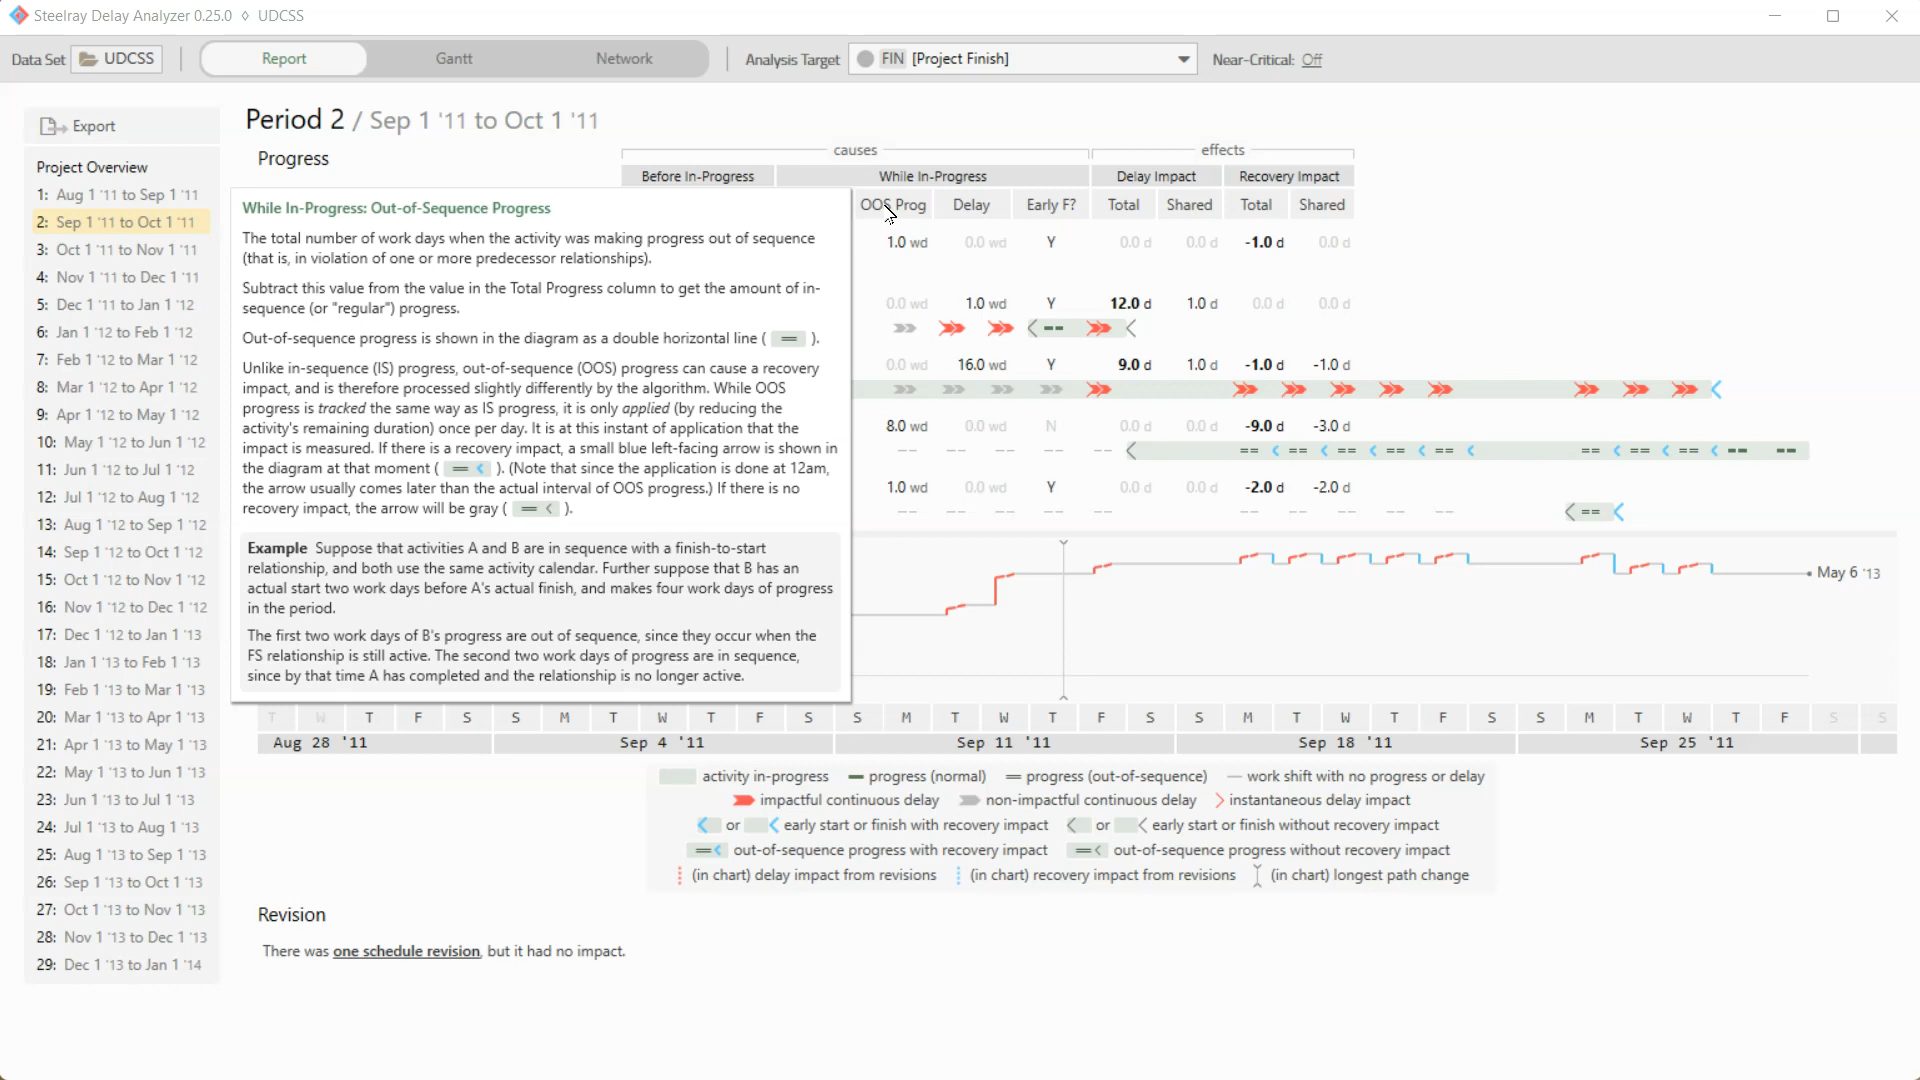 Steelray Delay Analyzer 0.25.0 ◊ UDCSS
Data Set UDCSS Report Gantt Network Analysis Target FIN [Project Finish] Near-Critical: Off
Export
Project Overview
1: Aug 1 '11 to Sep 1 '11
2: Sep 1 '11 to Oct 1 '11
3: Oct 1 '11 to Nov 1 '11
4: Nov 1 '11 to Dec 1 '11
5: Dec 1 '11 to Jan 1 '12
6: Jan 1 '12 to Feb 1 '12
7: Feb 1 '12 to Mar 1 '12
8: Mar 1 '12 to Apr 1 '12
9: Apr 1 '12 to May 1 '12
10: May 1 '12 to Jun 1 '12
11: Jun 1 '12 to Jul 1 '12
12: Jul 1 '12 to Aug 1 '12
13: Aug 1 '12 to Sep 1 '12
14: Sep 1 '12 to Oct 1 '12
15: Oct 1 '12 to Nov 1 '12
16: Nov 1 '12 to Dec 1 '12
17: Dec 1 '12 to Jan 1 '13
18: Jan 1 '13 to Feb 1 '13
19: Feb 1 '13 to Mar 1 '13
20: Mar 1 '13 to Apr 1 '13
21: Apr 1 '13 to May 1 '13
22: May 1 '13 to Jun 1 '13
23: Jun 1 '13 to Jul 1 '13
24: Jul 1 '13 to Aug 1 '13
25: Aug 1 '13 to Sep 1 '13
26: Sep 1 '13 to Oct 1 '13
27: Oct 1 '13 to Nov 1 '13
28: Nov 1 '13 to Dec 1 '13
29: Dec 1 '13 to Jan 1 '14
Period 2 / Sep 1 '11 to Oct 1 '11
Progress
causes effects
Before In-Progress While In-Progress Delay Impact Recovery Impact
OOS Prog Delay Early F? Total Shared Total Shared
1.0 wd 0.0 wd Y 0.0 d 0.0 d -1.0 d 0.0 d
0.0 wd 1.0 wd Y 12.0 d 1.0 d 0.0 d 0.0 d
0.0 wd 16.0 wd Y 9.0 d 1.0 d -1.0 d -1.0 d
8.0 wd 0.0 wd N 0.0 d 0.0 d -9.0 d -3.0 d
1.0 wd 0.0 wd Y 0.0 d 0.0 d -2.0 d -2.0 d
While In-Progress: Out-of-Sequence Progress
The total number of work days when the activity was making progress out of sequence
(that is, in violation of one or more predecessor relationships).
Subtract this value from the value in the Total Progress column to get the amount of in-
sequence (or "regular") progress.
Out-of-sequence progress is shown in the diagram as a double horizontal line ( ).
Unlike in-sequence (IS) progress, out-of-sequence (OOS) progress can cause a recovery
impact, and is therefore processed slightly differently by the algorithm. While OOS
progress is tracked the same way as IS progress, it is only applied (by reducing the
activity's remaining duration) once per day. It is at this instant of application that the
impact is measured. If there is a recovery impact, a small blue left-facing arrow is shown in
the diagram at that moment ( ). (Note that since the application is done at 12am,
the arrow usually comes later than the actual interval of OOS progress.) If there is no
recovery impact, the arrow will be gray ( ).
Example Suppose that activities A and B are in sequence with a finish-to-start
relationship, and both use the same activity calendar. Further suppose that B has an
actual start two work days before A's actual finish, and makes four work days of progress
in the period.
The first two work days of B's progress are out of sequence, since they occur when the
FS relationship is still active. The second two work days of progress are in sequence,
since by that time A has completed and the relationship is no longer active.
May 6 '13
T W T F S S M T W T F S S M T W T F S S M T W T F S S M T W T F S S
Aug 28 '11 Sep 4 '11 Sep 11 '11 Sep 18 '11 Sep 25 '11
activity in-progress progress (normal) progress (out-of-sequence) work shift with no progress or delay
impactful continuous delay non-impactful continuous delay instantaneous delay impact
or early start or finish with recovery impact or early start or finish without recovery impact
out-of-sequence progress with recovery impact out-of-sequence progress without recovery impact
(in chart) delay impact from revisions (in chart) recovery impact from revisions (in chart) longest path change
Revision
There was one schedule revision, but it had no impact.